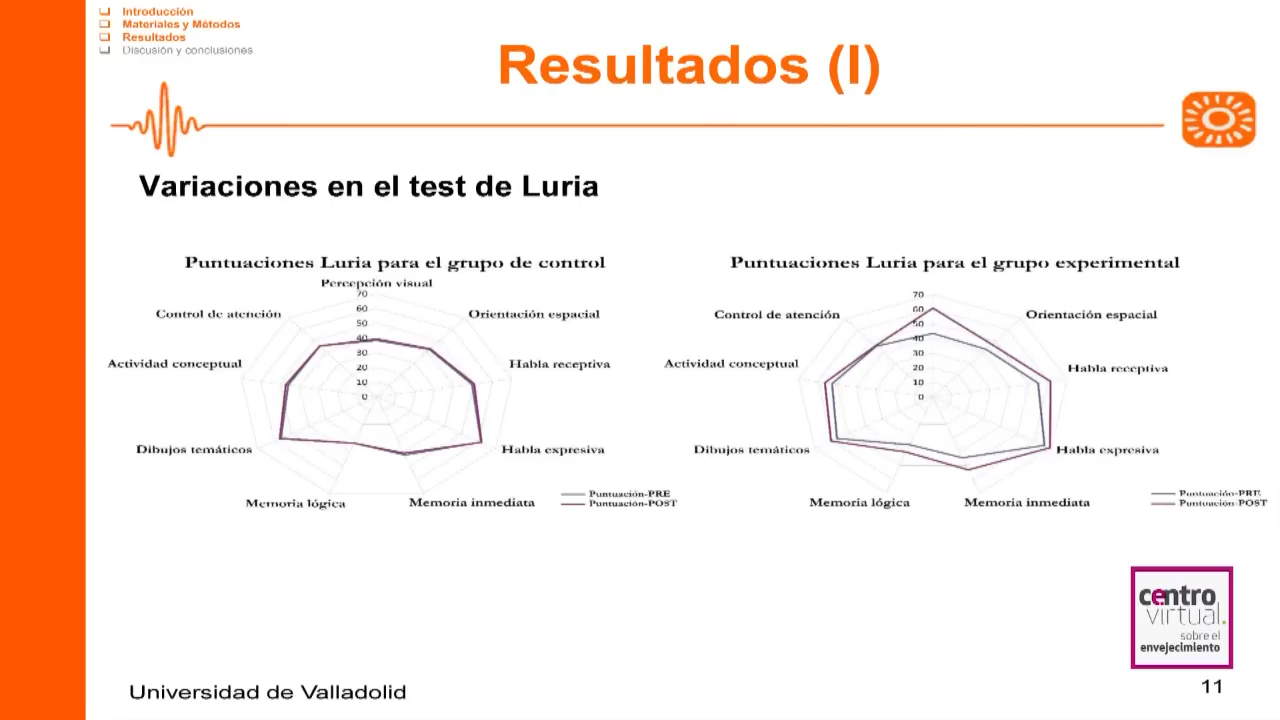 Introducción
Materiales y Métodos
Resultados
Discusión y conclusiones
Resultados (I)
Variaciones en el test de Luria
Puntuaciones Luria para el grupo de control
Percepción visual
Orientación espacial
Habla receptiva
Habla expresiva
Memoria inmediata
Memoria lógica
Dibujos temáticos
Actividad conceptual
Control de atención
70
60
50
40
30
20
10
0
Puntuación-PRE
Puntuación-POST
Puntuaciones Luria para el grupo experimental
Orientación espacial
Habla receptiva
Habla expresiva
Memoria inmediata
Memoria lógica
Dibujos temáticos
Actividad conceptual
Control de atención
70
60
50
40
30
20
10
0
Puntuación-PRE
Puntuación-POST
centro
virtual.
sobre el
envejecimiento
Universidad de Valladolid
11